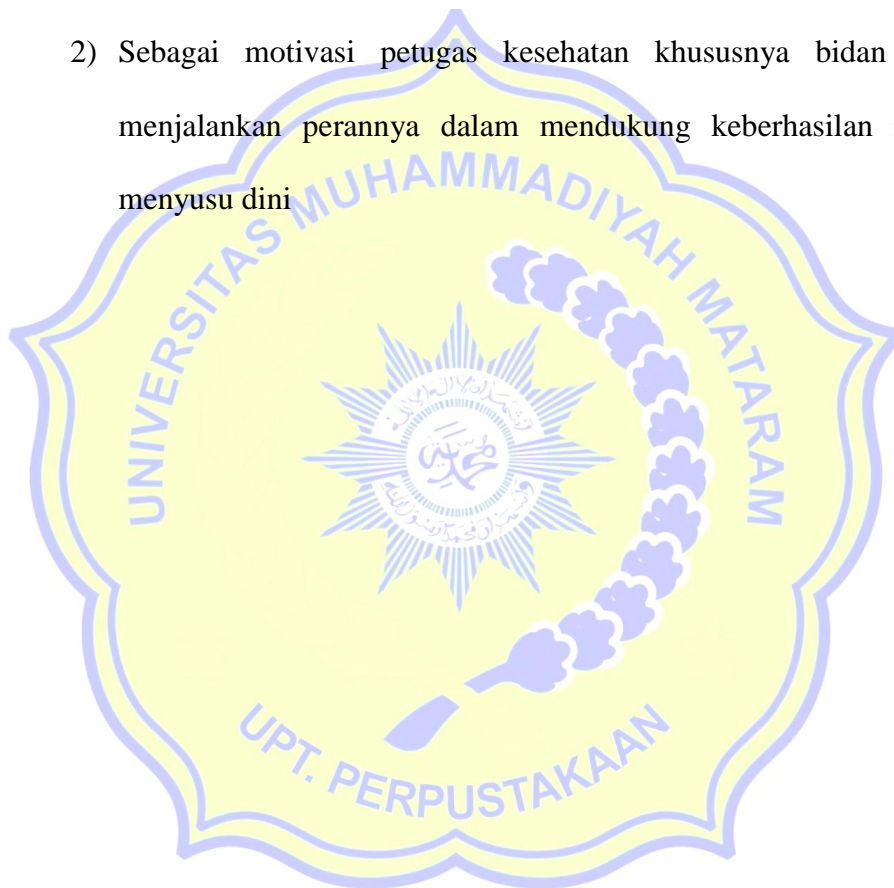 2) Sebagai motivasi petugas kesehatan khususnya bidan
menjalankan perannya dalam mendukung keberhasilan
menyusu dini
UNIVERSITAS MUHAMMADIYAH MATARAM
UPT. PERPUSTAKAAN